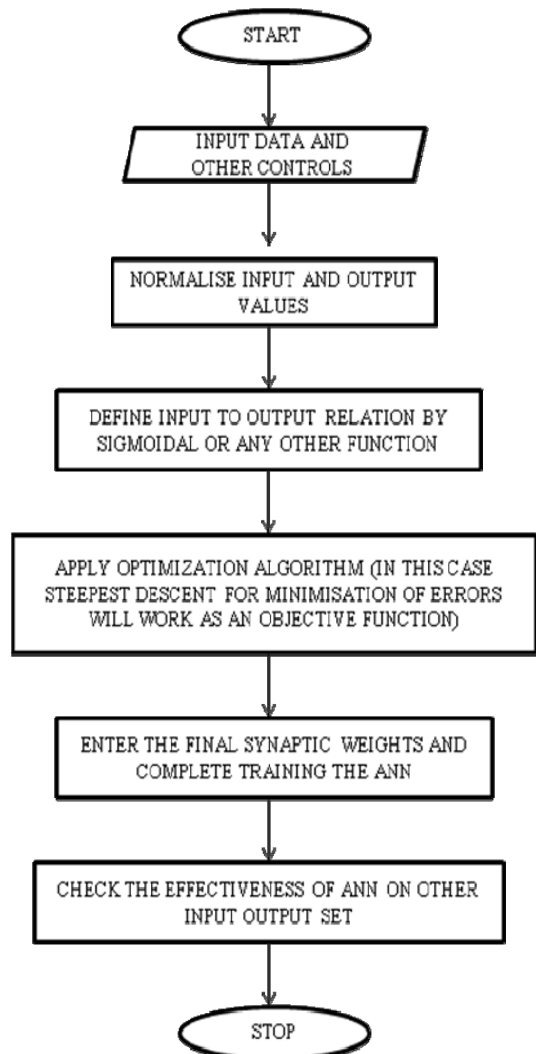 START
INPUT DATA AND
OTHER CONTROLS
NORMALISE INPUT AND OUTPUT
VALUES
DEFINE INPUT TO OUTPUT RELATION BY
SIGMOIDAL OR ANY OTHER FUNCTION
APPLY OPTIMIZATION ALGORITHM (IN THIS CASE
STEEPEST DESCENT FOR MINIMISATION OF ERRORS
WILL WORK AS AN OBJECTIVE FUNCTION)
ENTER THE FINAL SYNAPTIC WEIGHTS AND
COMPLETE TRAINING THE ANN
CHECK THE EFFECTIVENESS OF ANN ON OTHER
INPUT OUTPUT SET
STOP